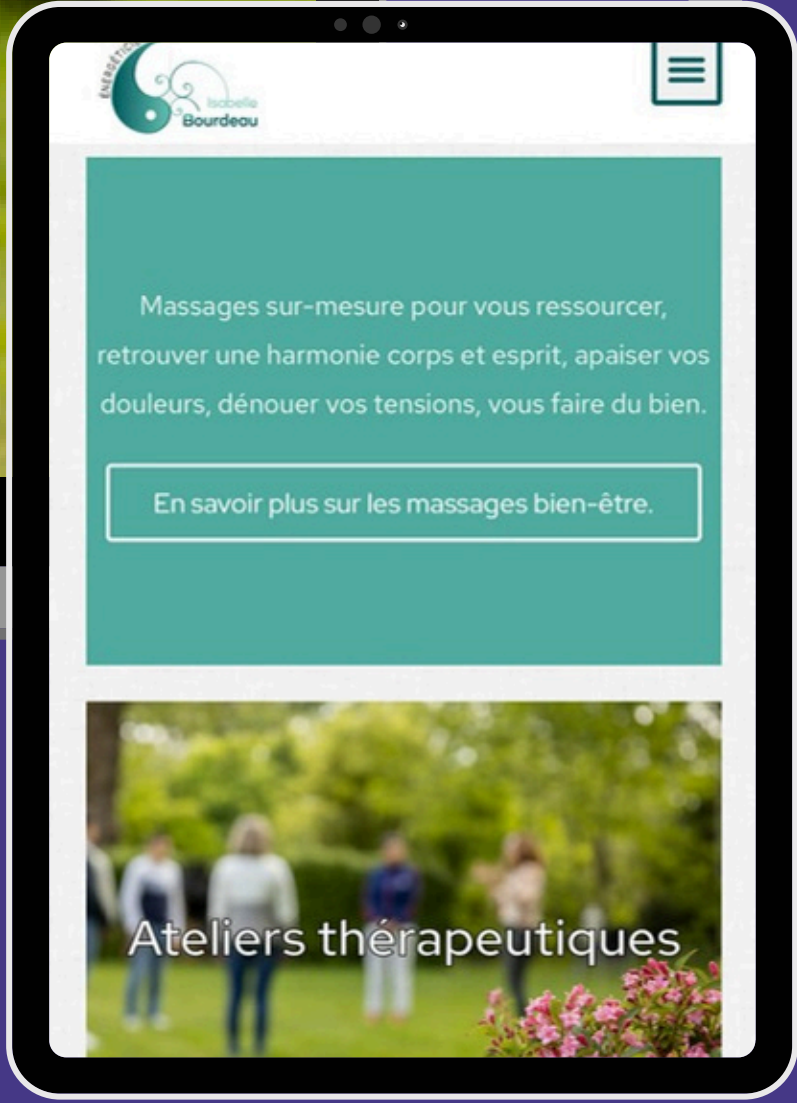 Isabelle
Bourdeau
Massages sur-mesure pour vous ressourcer,
retrouver une harmonie corps et esprit, apaiser vos
douleurs, dénouer vos tensions, vous faire du bien.
En savoir plus sur les massages bien-être.
Ateliers thérapeutiques